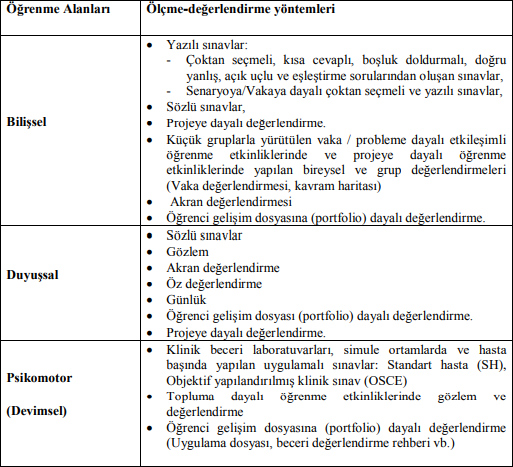 Öğrenme Alanları
Ölçme-değerlendirme yöntemleri
Bilişsel
• Yazılı sınavlar:
- Çoktan seçmeli, kısa cevaplı, boşluk doldurmalı, doğru
yanlış, açık uçlu ve eşleştirme sorularından oluşan sınavlar,
- Senaryoya/Vakaya dayalı çoktan seçmeli ve yazılı sınavlar,
• Sözlü sınavlar,
• Projeye dayalı değerlendirme.
• Küçük gruplarla yürütülen vaka / probleme dayalı etkileşimli
öğrenme etkinliklerinde ve projeye dayalı öğrenme
etkinliklerinde yapılan bireysel ve grup değerlendirmeleri
(Vaka değerlendirmesi, kavram haritası)
• Akran değerlendirmesi
• Öğrenci gelişim dosyasına (portfolio) dayalı değerlendirme.
Duyuşsal
• Sözlü sınavlar
• Gözlem
• Akran değerlendirme
• Öz değerlendirme
• Günlük
• Öğrenci gelişim dosyası (portfolio) dayalı değerlendirme.
• Projeye dayalı değerlendirme.
Psikomotor
(Devimsel)
• Klinik beceri laboratuvarları, simule ortamlarda ve hasta
başında yapılan uygulamalı sınavlar: Standart hasta (SH),
Objektif yapılandırılmış klinik sınav (OSCE)
• Topluma dayalı öğrenme etkinliklerinde gözlem ve
değerlendirme
• Öğrenci gelişim dosyasına (portfolio) dayalı değerlendirme
(Uygulama dosyası, beceri değerlendirme rehberi vb.)